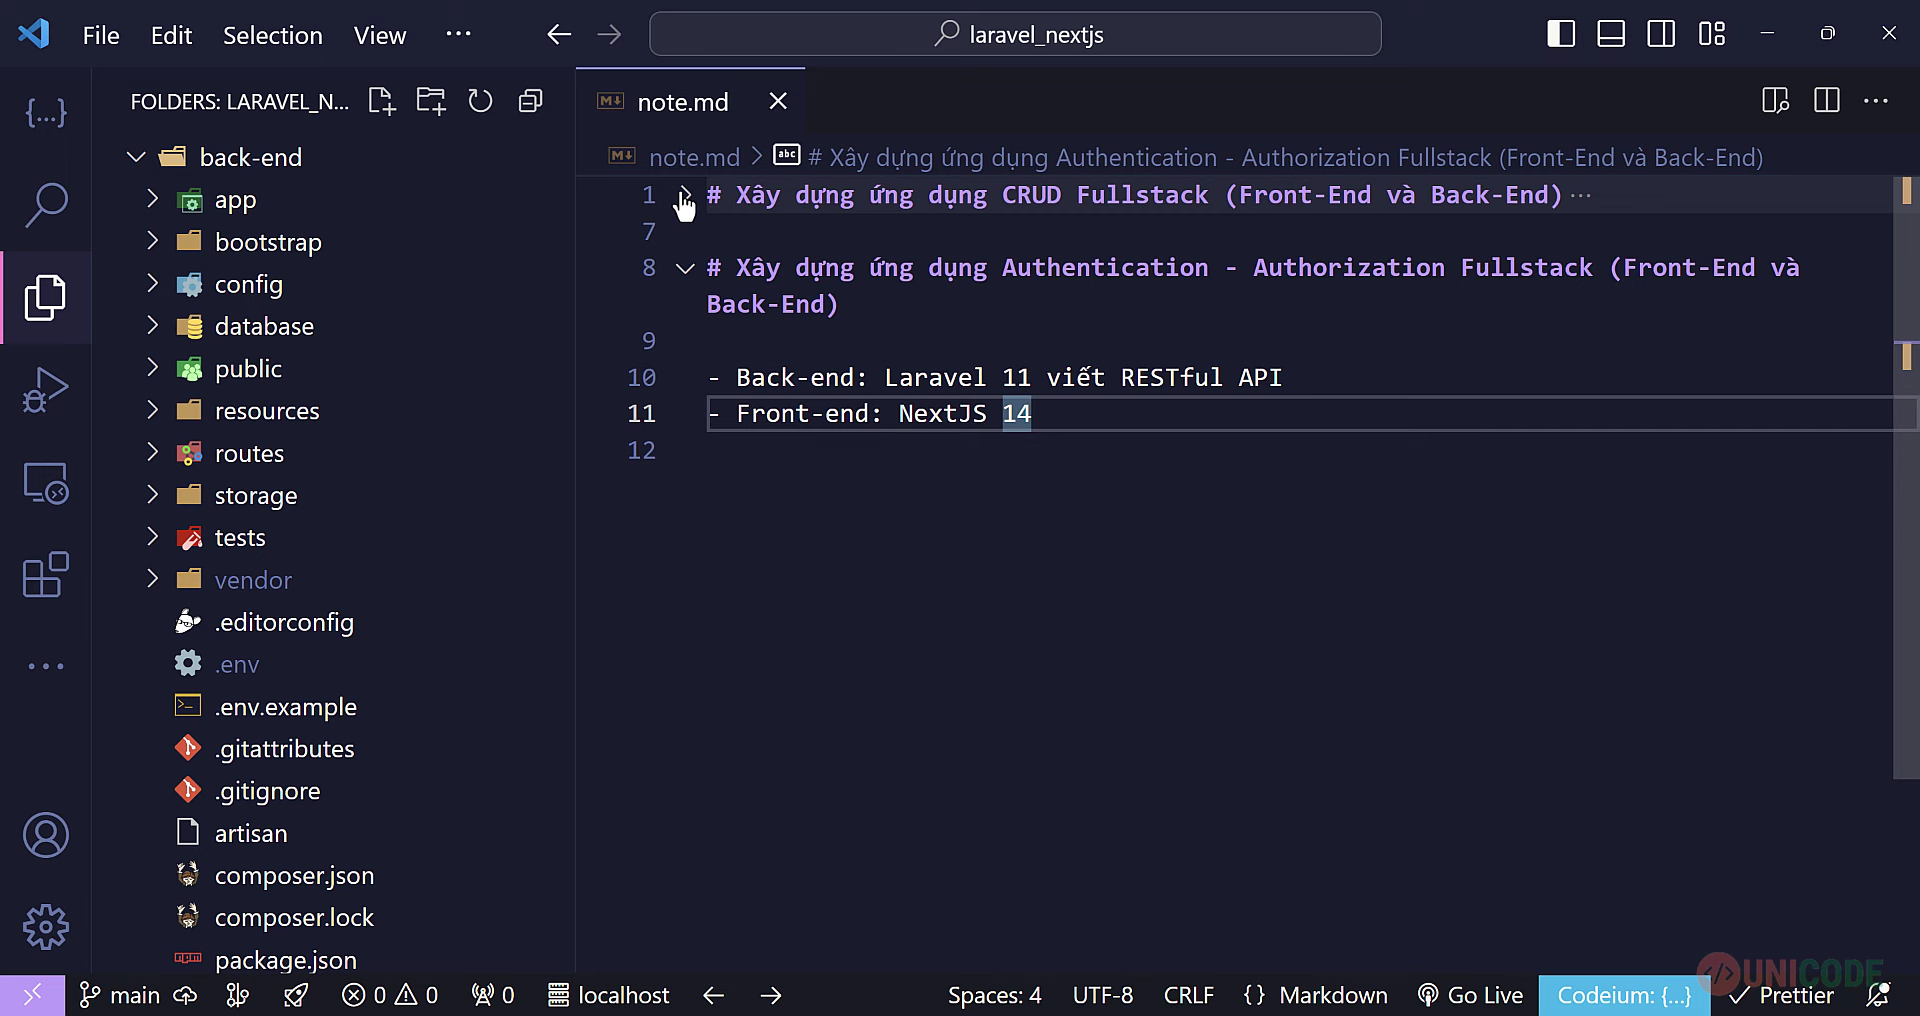 File Edit Selection View ··· laravel_nextjs
FOLDERS: LARAVEL_N...
back-end
app
bootstrap
config
database
public
resources
routes
storage
tests
vendor
.editorconfig
.env
.env.example
.gitattributes
.gitignore
artisan
composer.json
composer.lock
package.json
note.md
note.md > # Xây dựng ứng dụng Authentication - Authorization Fullstack (Front-End và Back-End)
1 # Xây dựng ứng dụng CRUD Fullstack (Front-End và Back-End)···
7
8 # Xây dựng ứng dụng Authentication - Authorization Fullstack (Front-End và
Back-End)
9
10 - Back-end: Laravel 11 viết RESTful API
11 - Front-end: NextJS 14
12
UNICODE
main 0 0 0 localhost Spaces: 4 UTF-8 CRLF {} Markdown Go Live Codeium: {...} Prettier